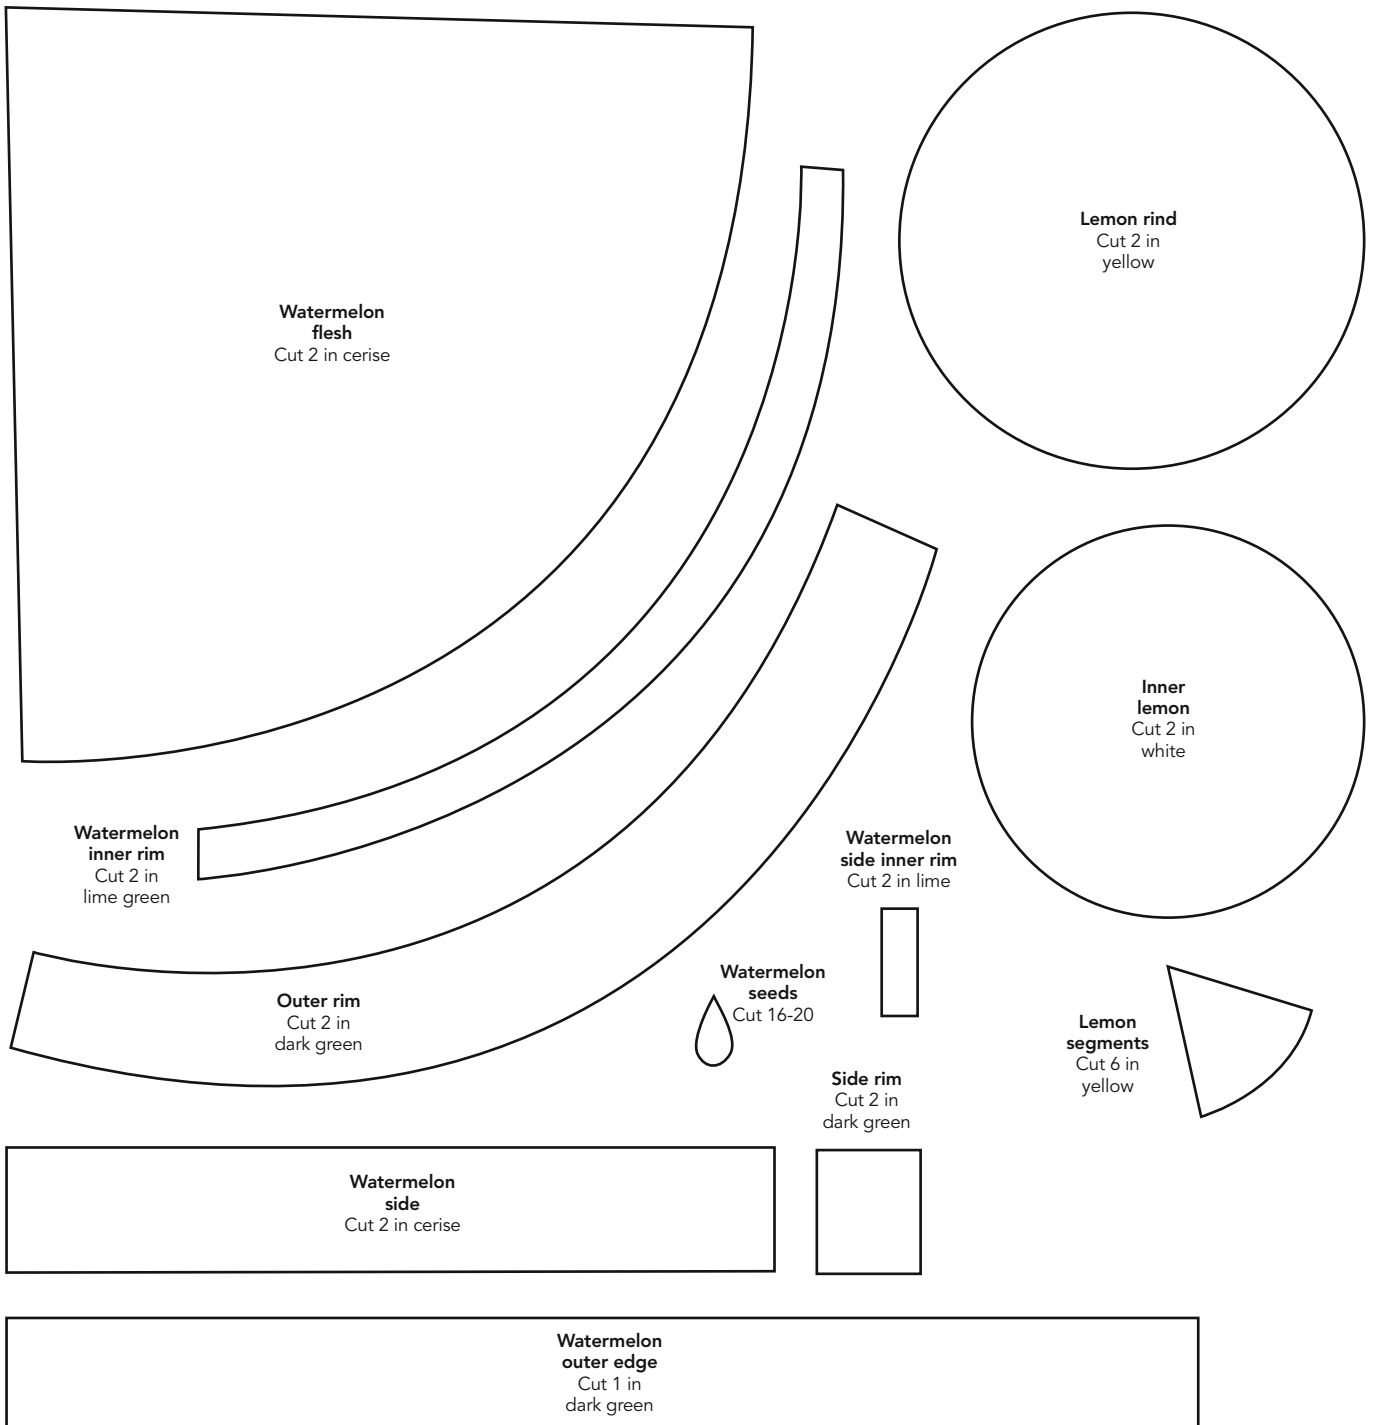 Lemon rind
Cut 2 in
yellow
Watermelon
flesh
Cut 2 in cerise
Inner
lemon
Cut 2 in
white
Watermelon
inner rim
Cut 2 in
lime green
Watermelon
side inner rim
Cut 2 in lime
Outer rim
Cut 2 in
dark green
Watermelon
seeds
Cut 16-20
Lemon
segments
Cut 6 in
yellow
Side rim
Cut 2 in
dark green
Watermelon
side
Cut 2 in cerise
Watermelon
outer edge
Cut 1 in
dark green